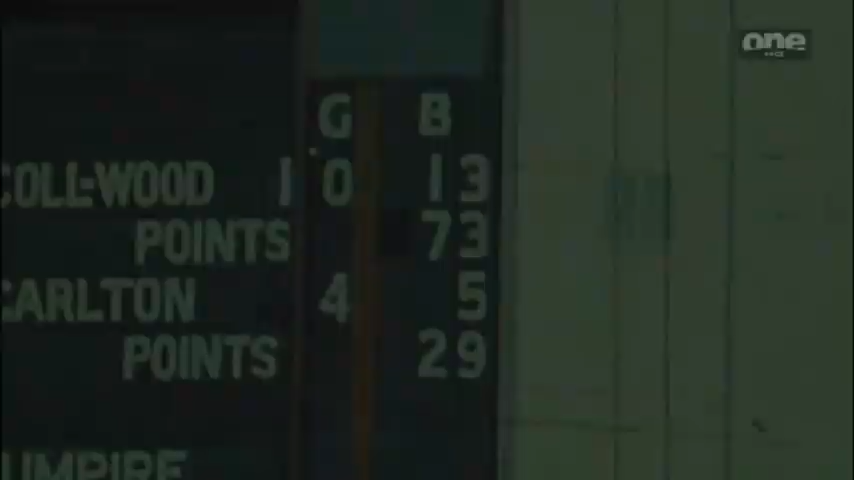 one
G B
COLL-WOOD 10 13
POINTS 73
CARLTON 4 5
POINTS 29
UMPIRE